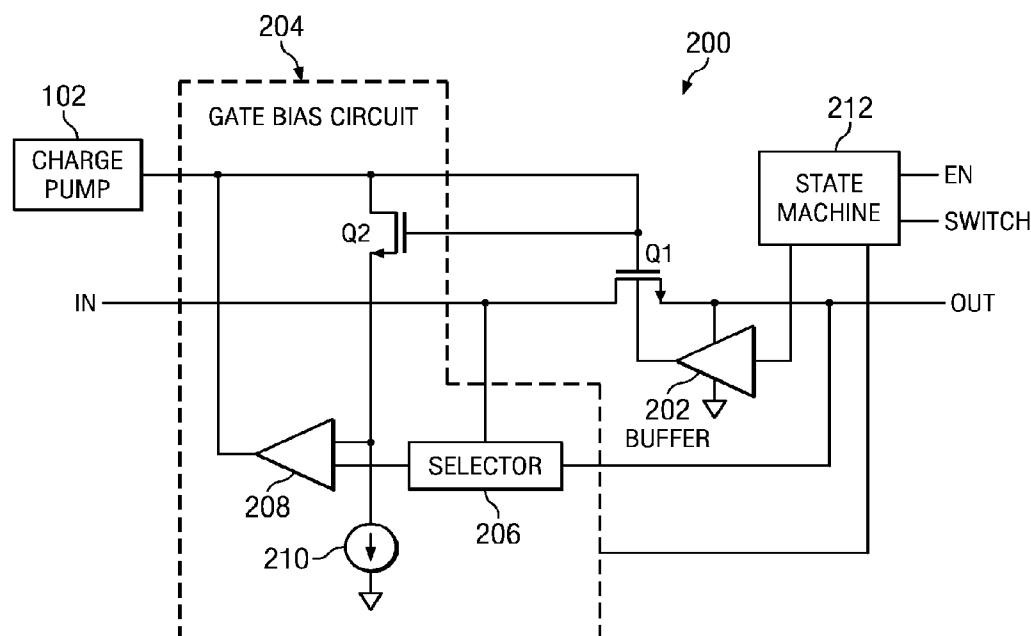 204
200
102
GATE BIAS CIRCUIT
212
CHARGE
PUMP
STATE
MACHINE
EN
SWITCH
Q2
Q1
IN
OUT
202
BUFFER
SELECTOR
208
206
210